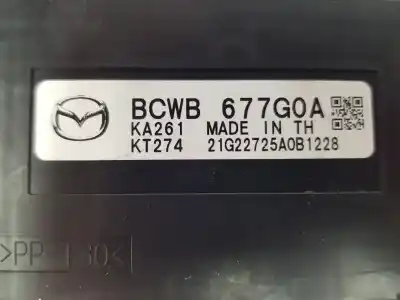 BCWB 677G0A
KA261 MADE IN TH
KT274 21G22725A0B1228
>PP